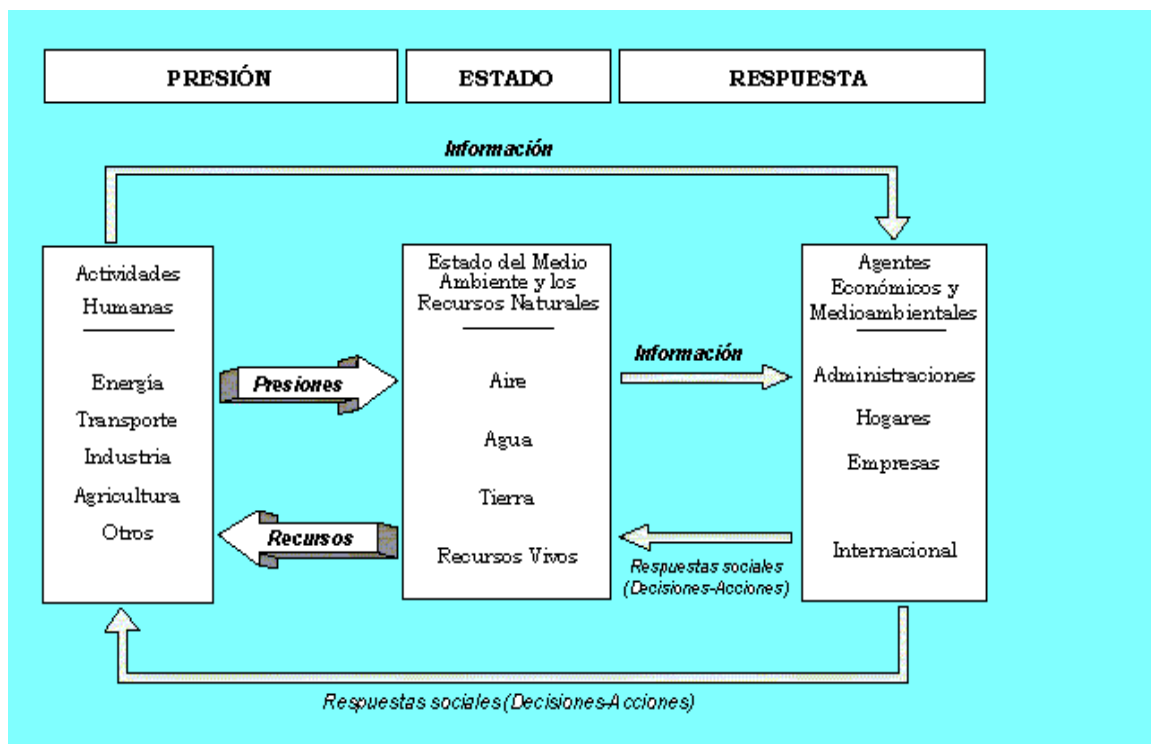 PRESIÓN
ESTADO
RESPUESTA
Información
Actividades
Humanas
Energía
Transporte
Industria
Agricultura
Otros
Presiones
Recursos
Estado del Medio
Ambiente y los
Recursos Naturales
Aire
Agua
Tierra
Recursos Vivos
Información
Respuestas sociales
(Decisiones-Acciones)
Agentes
Económicos y
Medioambientales
Administraciones
Hogares
Empresas
Internacional
Respuestas sociales (Decisiones-Acciones)